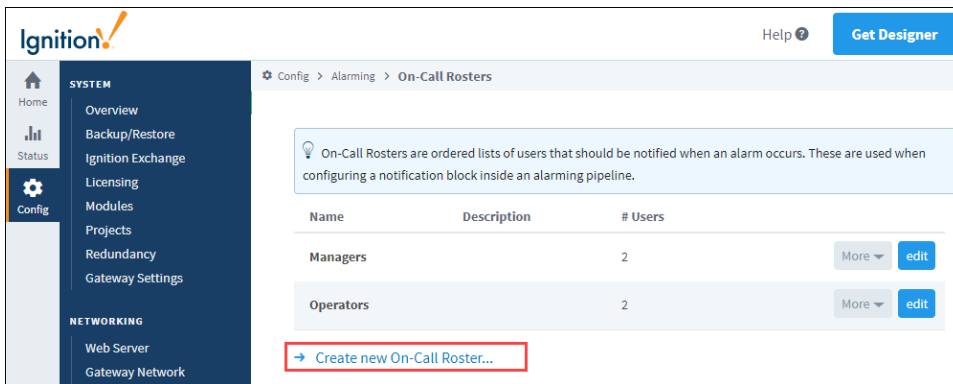 Ignition!
Help ?
Get Designer
Home
Status
Config
SYSTEM
Overview
Backup/Restore
Ignition Exchange
Licensing
Modules
Projects
Redundancy
Gateway Settings
NETWORKING
Web Server
Gateway Network
Config > Alarming > On-Call Rosters
On-Call Rosters are ordered lists of users that should be notified when an alarm occurs. These are used when
configuring a notification block inside an alarming pipeline.
Name Description # Users
Managers 2 More edit
Operators 2 More edit
→ Create new On-Call Roster...